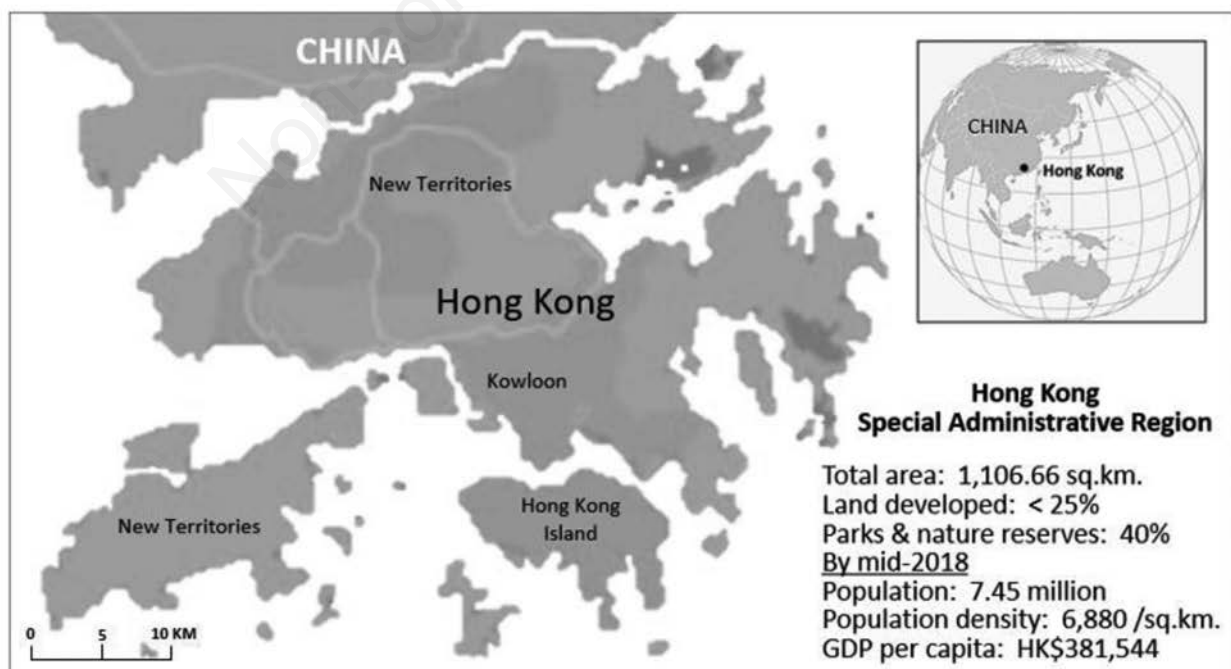 CHINA
New Territories
Hong Kong
Kowloon
New Territories
Hong Kong
Island
0 5 10 KM
CHINA
Hong Kong
Hong Kong
Special Administrative Region
Total area: 1,106.66 sq.km.
Land developed: < 25%
Parks & nature reserves: 40%
By mid-2018
Population: 7.45 million
Population density: 6,880 /sq.km.
GDP per capita: HK$381,544